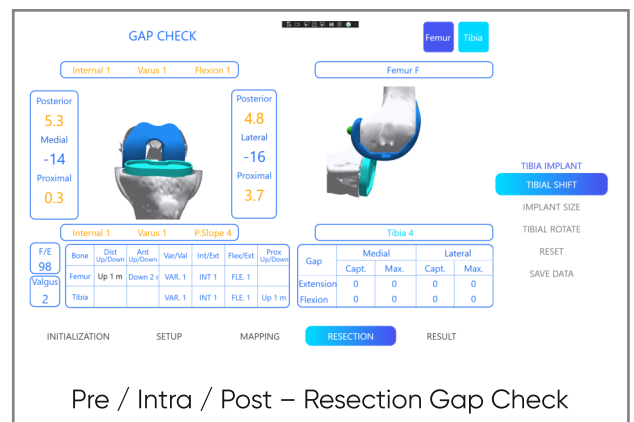 GAP CHECK
Femur Tibia
Internal 1 Varus 1 Flexion 1
Femur F
Posterior
5.3
Medial
-14
Proximal
0.3
Posterior
4.8
Lateral
-16
Proximal
3.7
TIBIA IMPLANT
TIBIAL SHIFT
IMPLANT SIZE
TIBIAL ROTATE
RESET
SAVE DATA
Internal 1 Varus 1 P.Slope 4
Tibia 4
F/E
98
Valgus
2
Bone Dist Up/Down Ant Up/Down Var/Val Int/Ext Flex/Ext Prox Up/Down
Femur Up 1 m Down 2 r VAR. 1 INT 1 FLE. 1
Tibia VAR. 1 INT 1 FLE. 1 Up 1 m
Gap Medial Lateral
Capt. Max. Capt. Max.
Extension 0 0 0 0
Flexion 0 0 0 0
INITIALIZATION SETUP MAPPING RESECTION RESULT
Pre / Intra / Post – Resection Gap Check